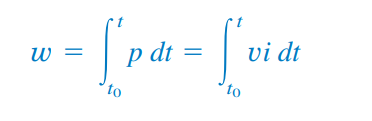 w = ∫_{t₀}^{t} p dt = ∫_{t₀}^{t} vi dt